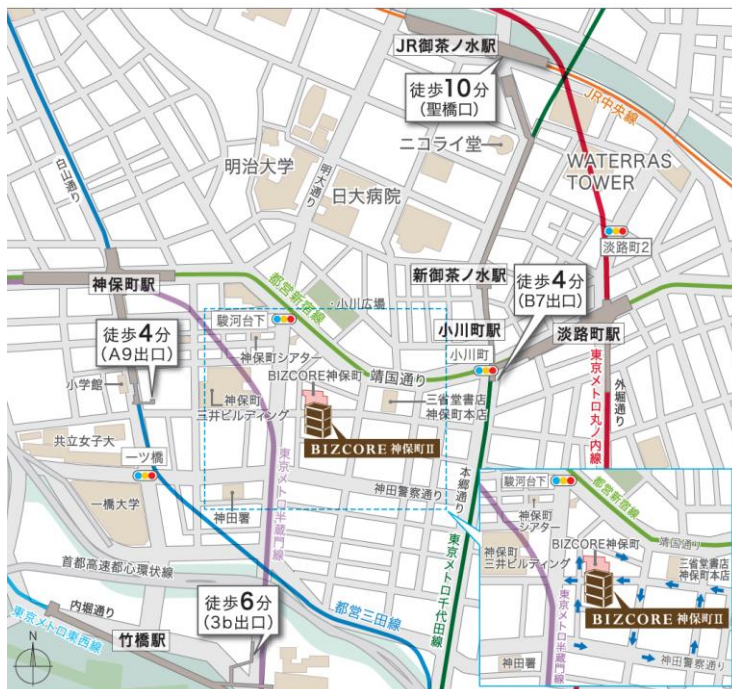 JR御茶ノ水駅
徒歩10分
(聖橋口)
JR中央線
ニコライ堂
WATERRAS
TOWER
白山通り
明治大学
明大通り
日大病院
淡路町2
神保町駅
都営新宿線
・小川広場
新御茶ノ水駅
徒歩4分
(B7出口)
徒歩4分
(A9出口)
駿河台下
小川町駅
淡路町駅
神保町シアター
靖国通り
小川町
小学館
BIZCORE神保町
神保町
三井ビルディング
三省堂書店
神保町本店
東京メトロ丸ノ内線
外堀通り
共立女子大
BIZCORE 神保町Ⅱ
一ツ橋
本郷通り
一橋大学
神田署
神田警察通り
東京メトロ半蔵門線
首都高速都心環状線
徒歩6分
(3b出口)
都営三田線
東京メトロ千代田線
内堀通り
竹橋駅
東京メトロ東西線
N
駿河台下
都営新宿線
神保町
シアター
靖国通り
BIZCORE神保町
神保町
三井ビルディング
三省堂書店
神保町本店
BIZCORE 神保町Ⅱ
東京メトロ半蔵門線
神田署
神田警察通り